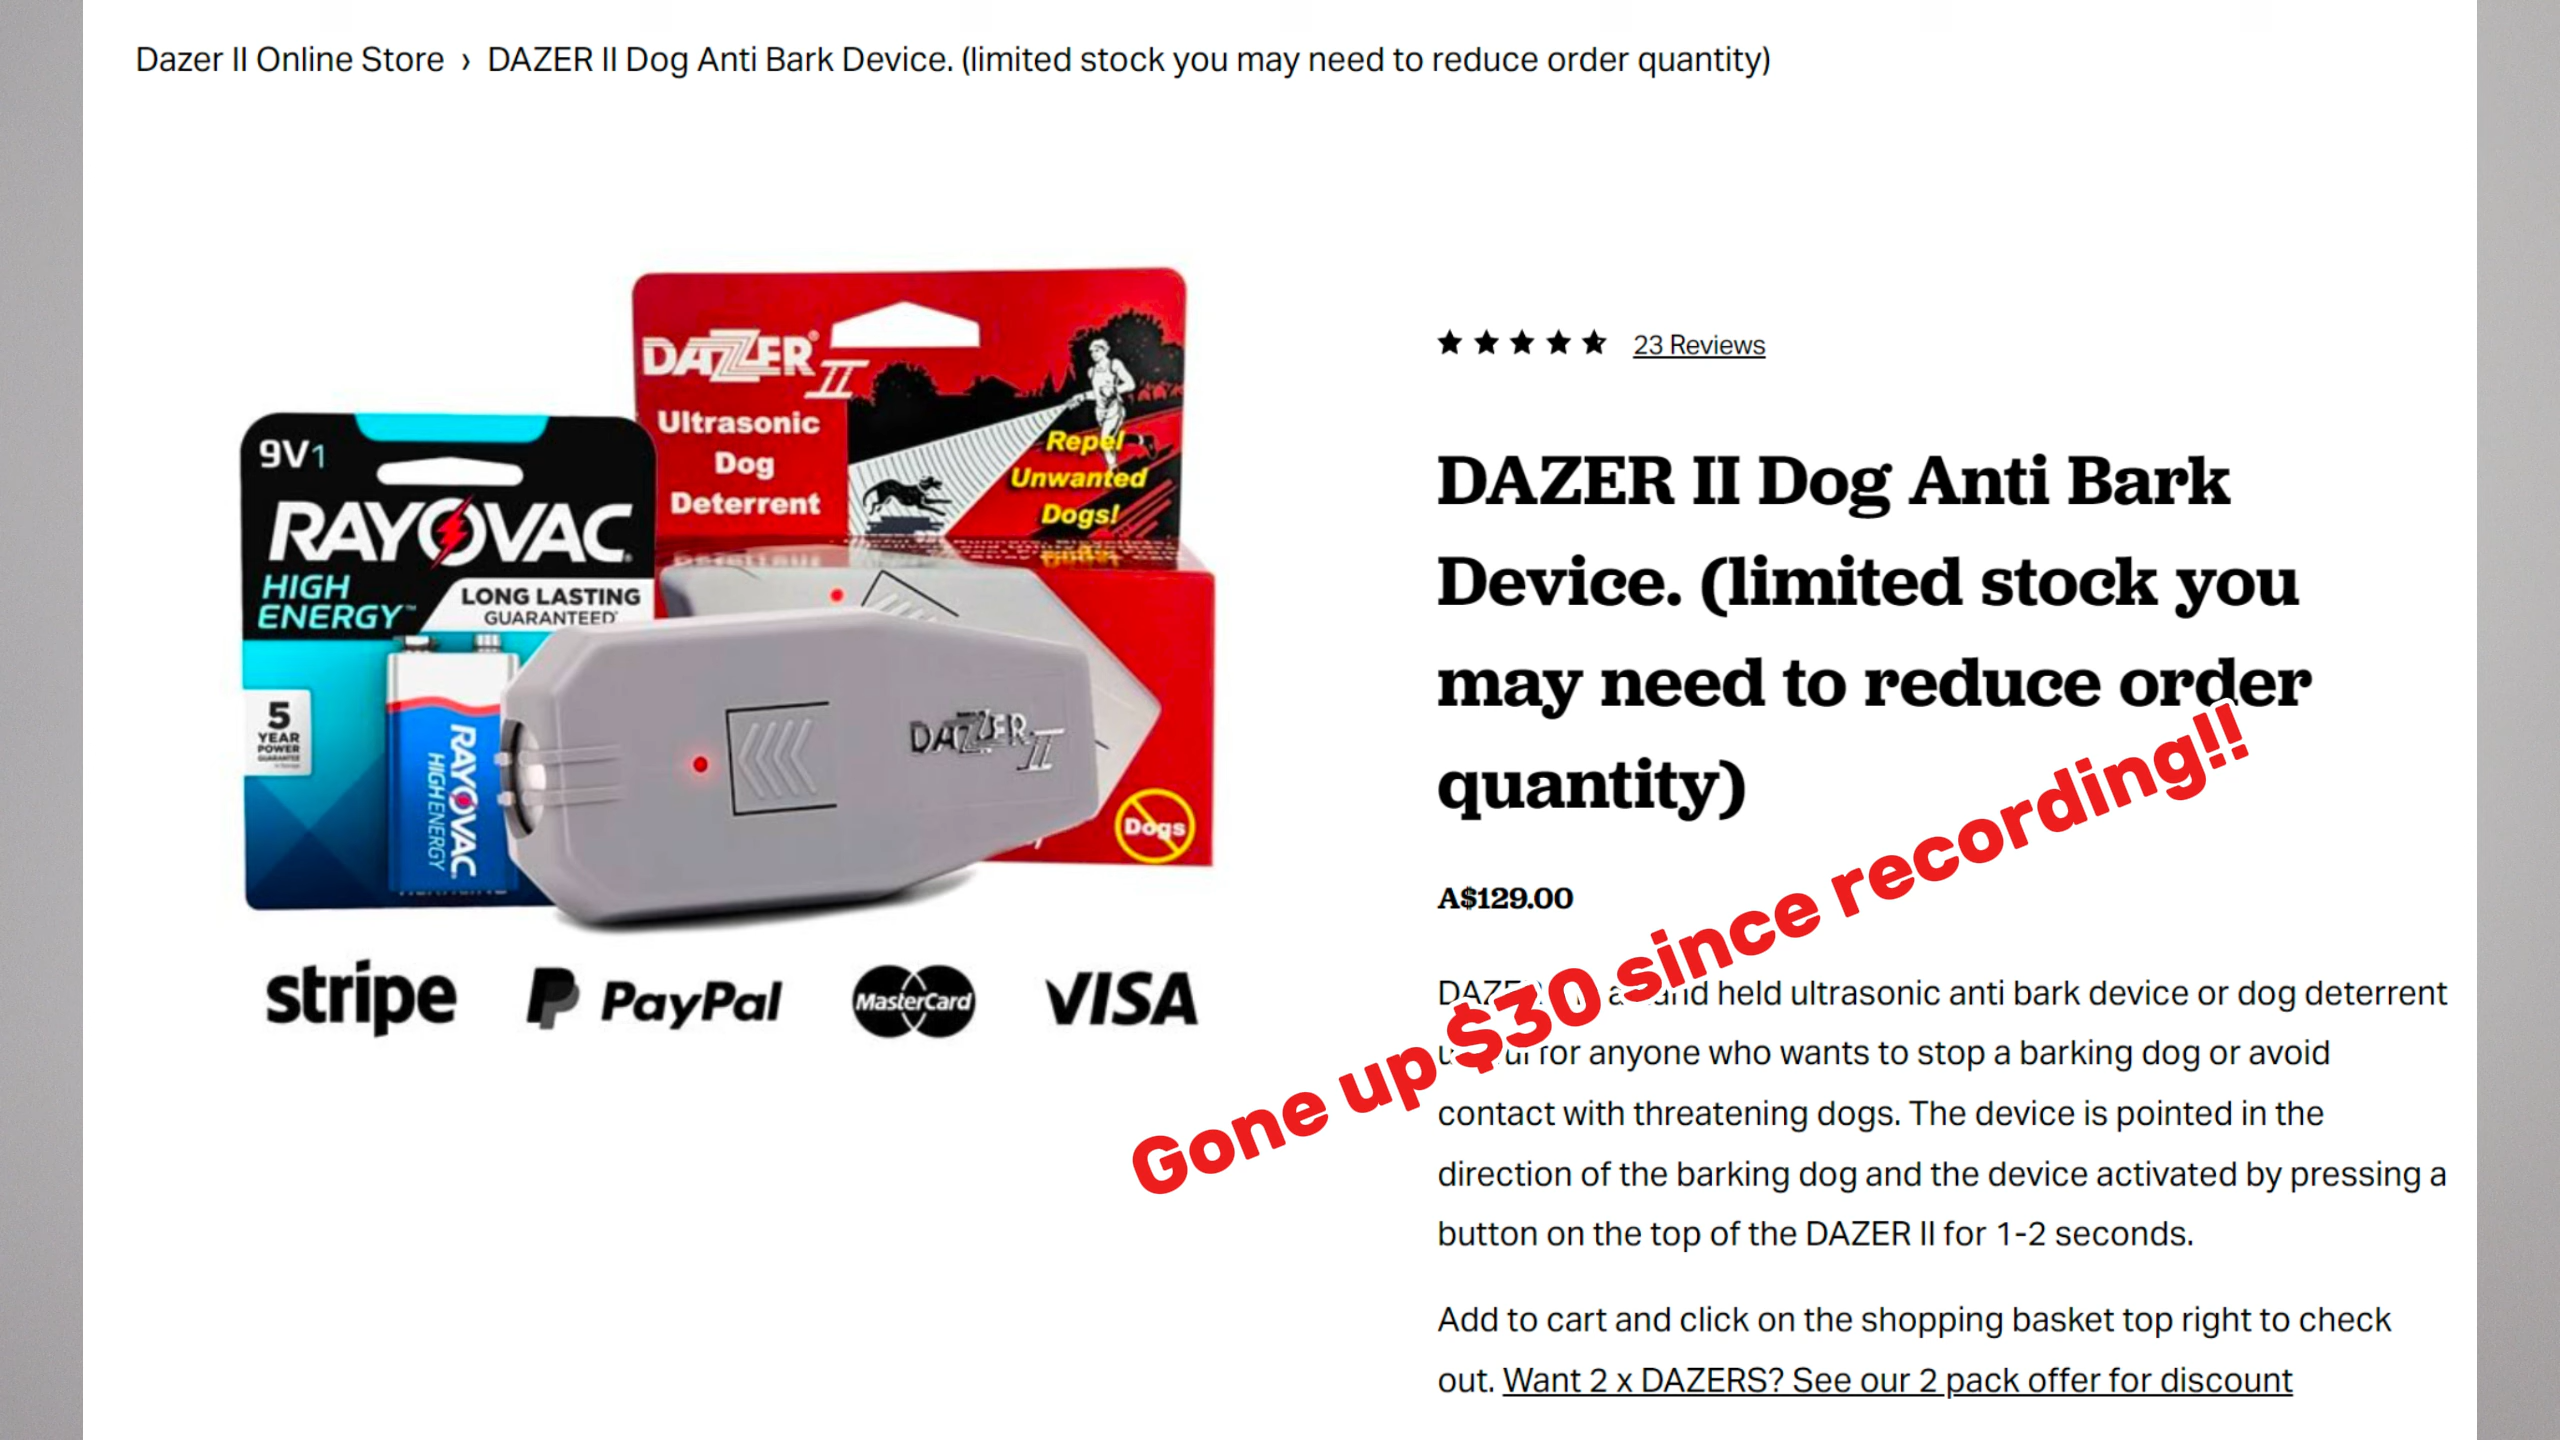 Dazer II Online Store › DAZER II Dog Anti Bark Device. (limited stock you may need to reduce order quantity)
9V1
RAYOVAC
HIGH
ENERGY™
LONG LASTING
GUARANTEED
5
YEAR
POWER
GUARANTEE
RAYOVAC
HIGH ENERGY
DAZZER® II
Ultrasonic
Dog
Deterrent
Repel
Unwanted
Dogs!
DAZZER II
Dogs
stripe
PayPal
MasterCard
VISA
23 Reviews
DAZER II Dog Anti Bark
Device. (limited stock you
may need to reduce order
quantity)
A$129.00
Gone up $30 since recording!!
held ultrasonic anti bark device or dog deterrent
for anyone who wants to stop a barking dog or avoid
contact with threatening dogs. The device is pointed in the
direction of the barking dog and the device activated by pressing a
button on the top of the DAZER II for 1-2 seconds.
Add to cart and click on the shopping basket top right to check
out. Want 2 x DAZERS? See our 2 pack offer for discount